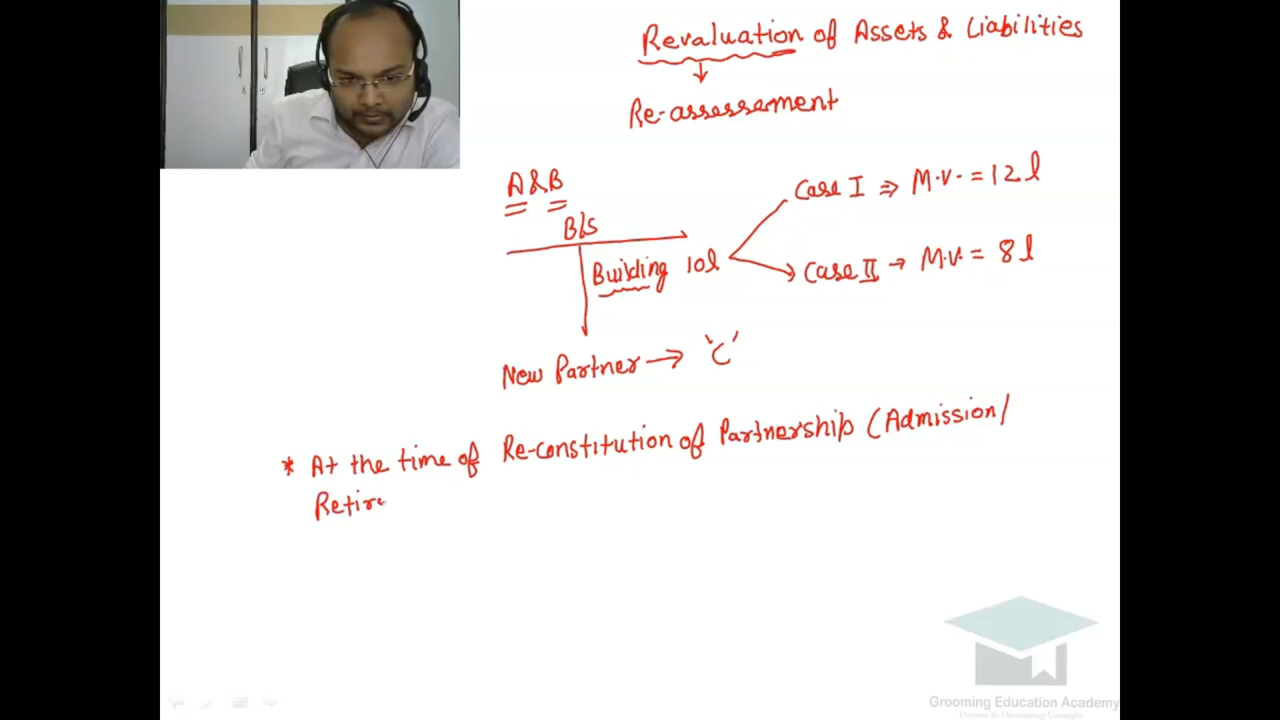 Revaluation of Assets & Liabilities
Re-assessment
A & B
B/S
Building 10l
Case I ⇒ M.V. = 12 l
Case II → M.V. = 8 l
New Partner → 'C'
* At the time of Re-constitution of Partnership (Admission/
Retire
Grooming Education Academy